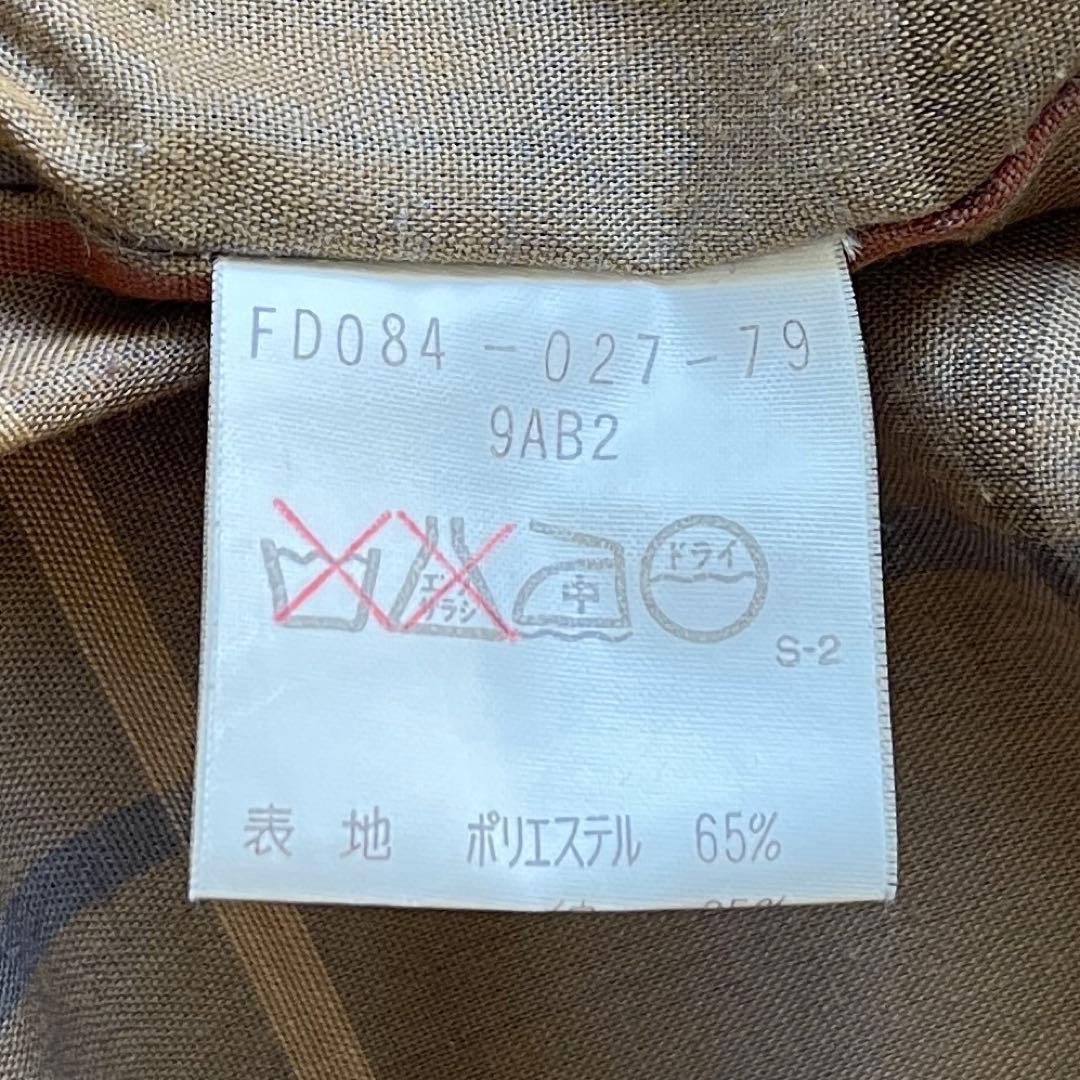 FD084-027-79
9AB2
エンソ
サラシ
中
ドライ
S-2
表 地 ポリエステル 65%